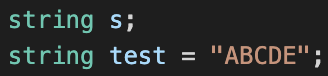 string s;
string test = "ABCDE";